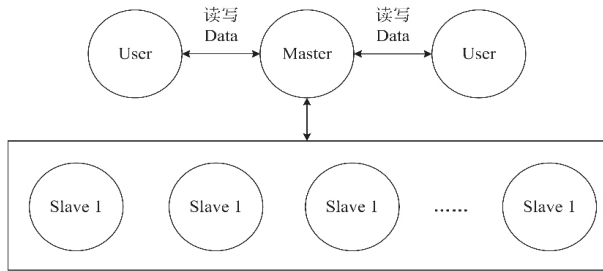 读写
Data
读写
Data
User
Master
User
Slave 1
Slave 1
Slave 1
......
Slave 1